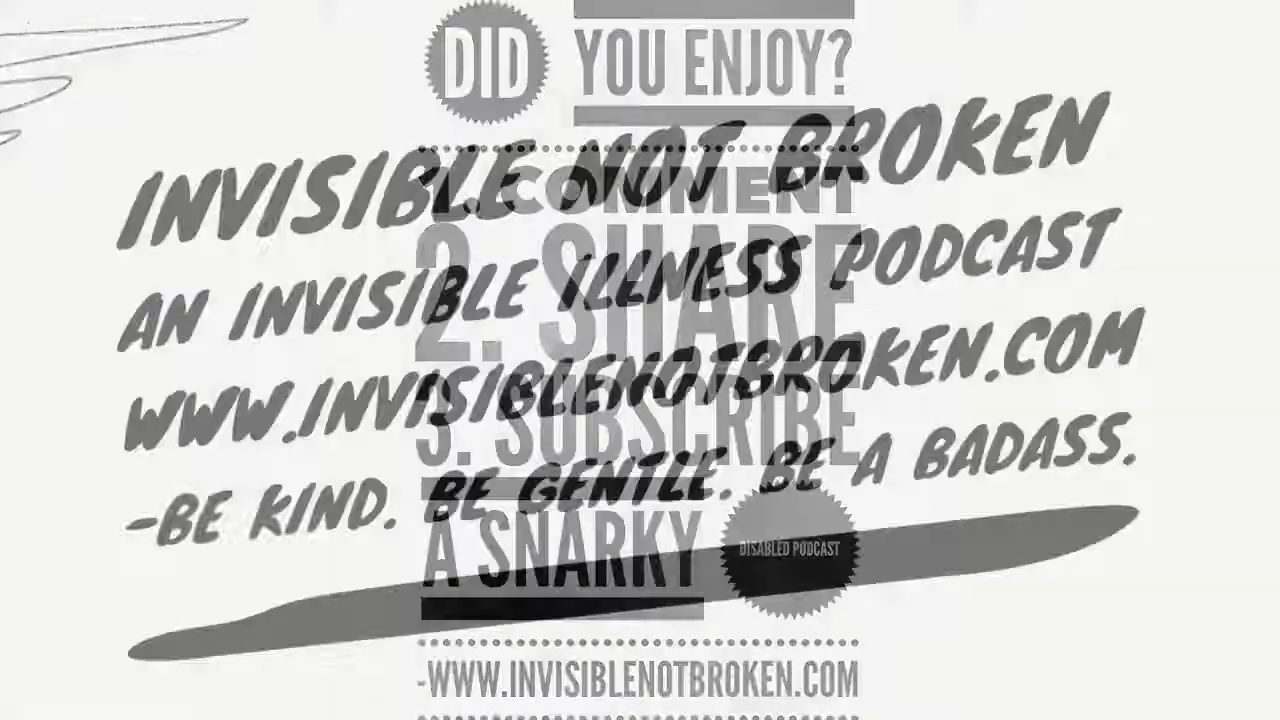 DID YOU ENJOY?
INVISIBLE NOT BROKEN
1. COMMENT
AN INVISIBLE ILLNESS PODCAST
2. SHARE
WWW.INVISIBLENOTBROKEN.COM
3. SUBSCRIBE
-BE KIND. BE GENTLE. BE A BADASS.
A SNARKY
DISABLED PODCAST
-WWW.INVISIBLENOTBROKEN.COM